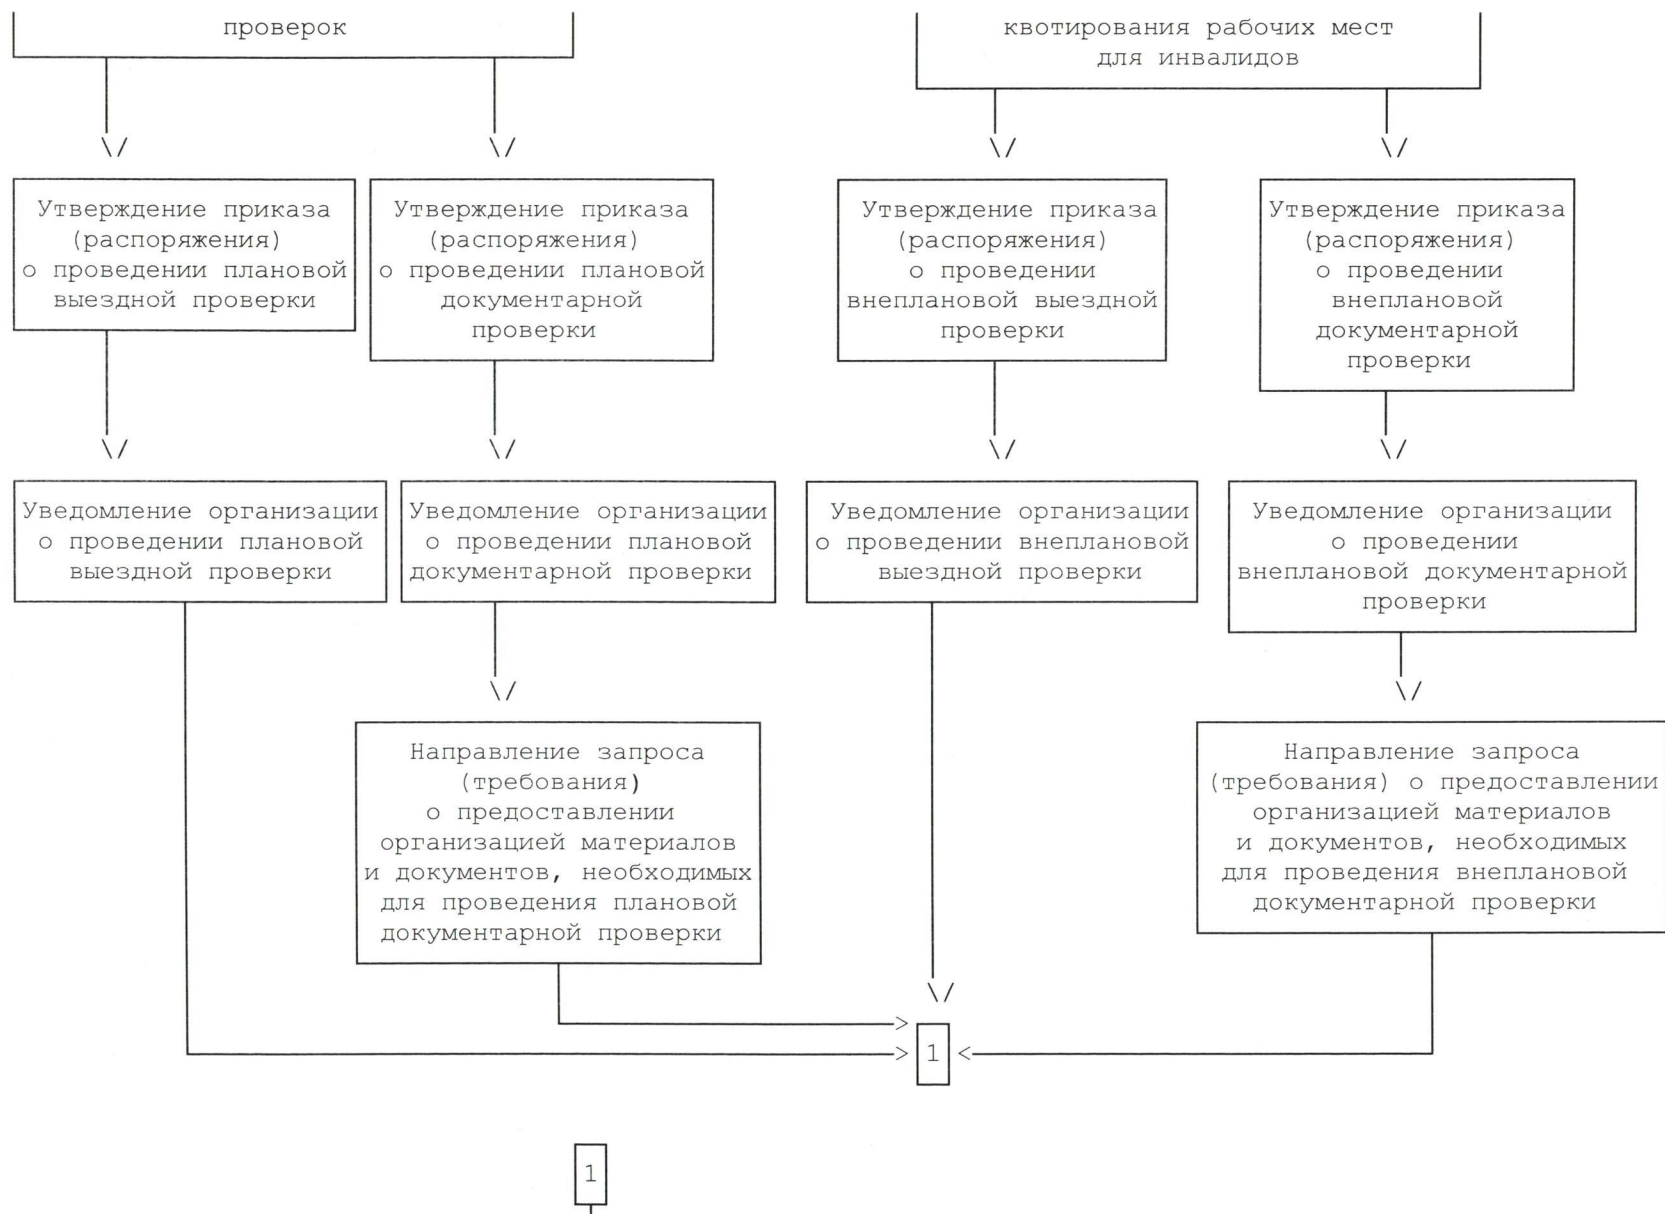 проверок
квотирования рабочих мест
для инвалидов
\/
\/
\/
\/
Утверждение приказа
(распоряжения)
о проведении плановой
выездной проверки
Утверждение приказа
(распоряжения)
о проведении плановой
документарной
проверки
Утверждение приказа
(распоряжения)
о проведении
внеплановой выездной
проверки
Утверждение приказа
(распоряжения)
о проведении
внеплановой
документарной
проверки
\/
\/
\/
\/
Уведомление организации
о проведении плановой
выездной проверки
Уведомление организации
о проведении плановой
документарной проверки
Уведомление организации
о проведении внеплановой
выездной проверки
Уведомление организации
о проведении
внеплановой документарной
проверки
\/
\/
Направление запроса
(требования)
о предоставлении
организацией материалов
и документов, необходимых
для проведения плановой
документарной проверки
Направление запроса
(требования) о предоставлении
организацией материалов
и документов, необходимых
для проведения внеплановой
документарной проверки
\/
>
> 1 <
1